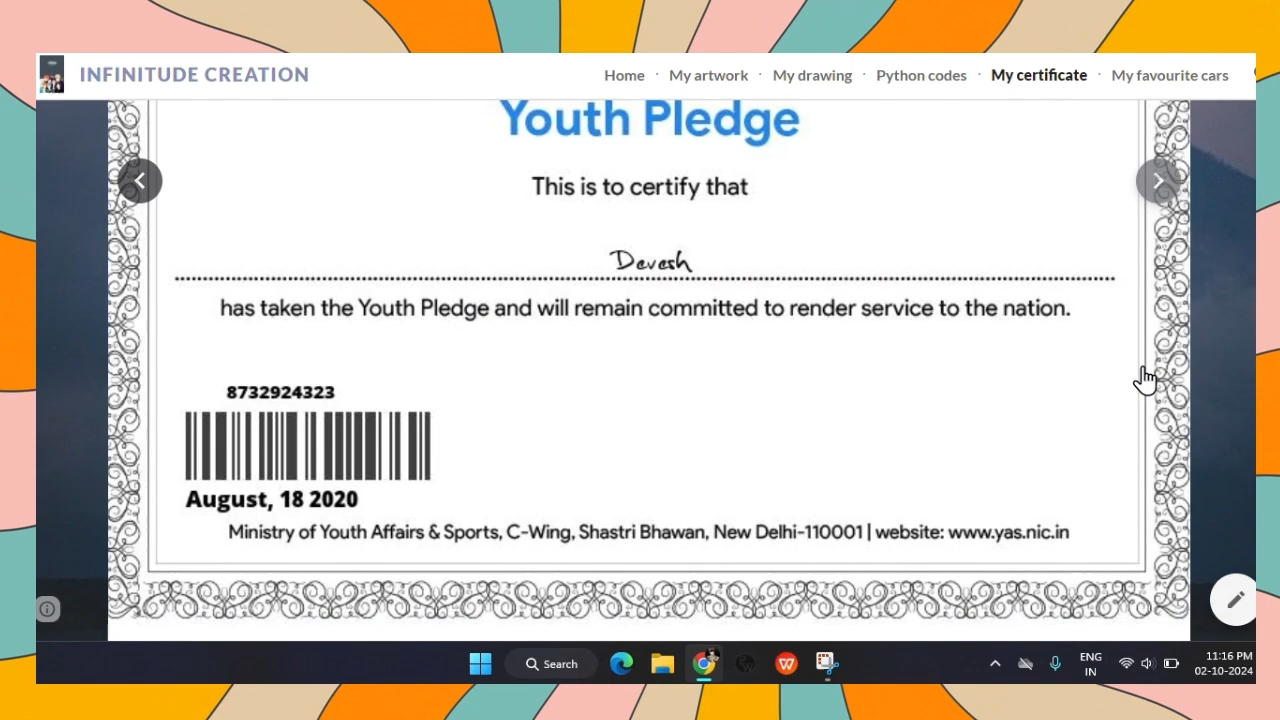 INFINITUDE CREATION
Home · My artwork · My drawing · Python codes · My certificate · My favourite cars
Youth Pledge
This is to certify that
Devesh
has taken the Youth Pledge and will remain committed to render service to the nation.
8732924323
August, 18 2020
Ministry of Youth Affairs & Sports, C-Wing, Shastri Bhawan, New Delhi-110001 | website: www.yas.nic.in
Search
ENG
IN
11:16 PM
02-10-2024